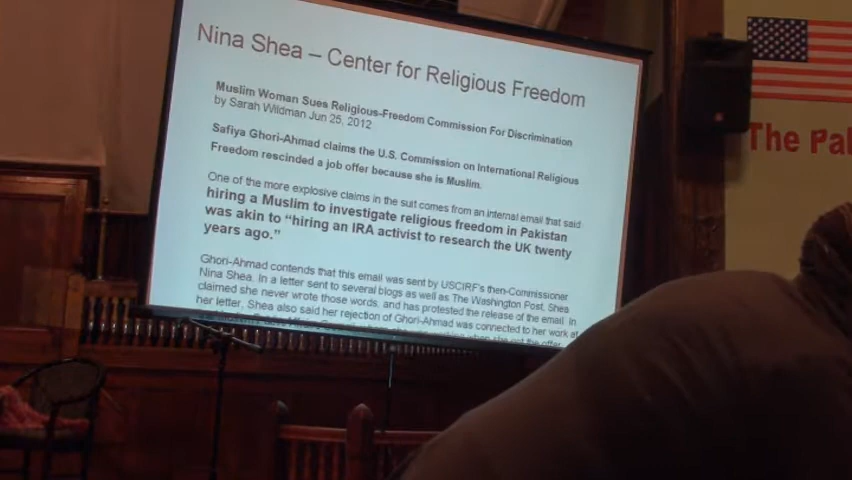 Nina Shea – Center for Religious Freedom
Muslim Woman Sues Religious-Freedom Commission For Discrimination
by Sarah Wildman Jun 25, 2012
Safiya Ghori-Ahmad claims the U.S. Commission on International Religious
Freedom rescinded a job offer because she is Muslim.
One of the more explosive claims in the suit comes from an internal email that said
hiring a Muslim to investigate religious freedom in Pakistan
was akin to “hiring an IRA activist to research the UK twenty
years ago.”
Ghori-Ahmad contends that this email was sent by USCIRF's then-Commissioner
Nina Shea. In a letter sent to several blogs as well as The Washington Post, Shea
claimed she never wrote those words, and has protested the release of the email. In
her letter, Shea also said her rejection of Ghori-Ahmad was connected to her work at
The Pa